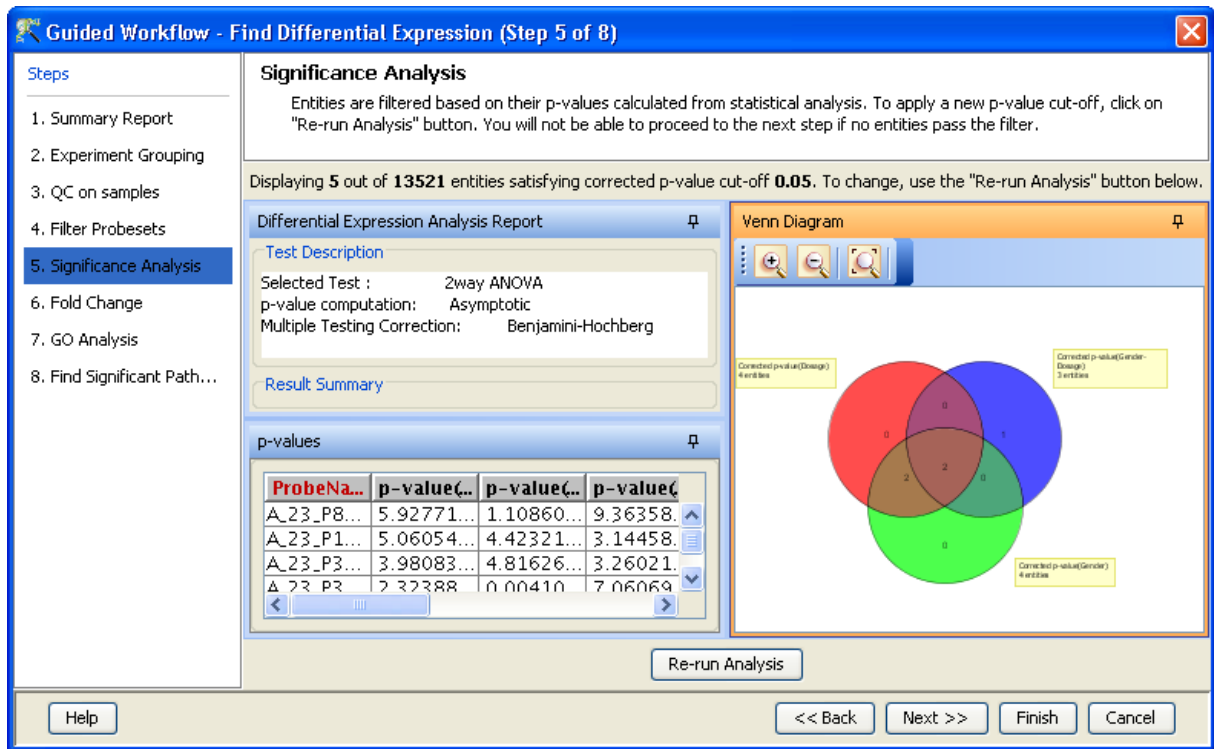 Guided Workflow - Find Differential Expression (Step 5 of 8)
Steps
1. Summary Report
2. Experiment Grouping
3. QC on samples
4. Filter Probesets
5. Significance Analysis
6. Fold Change
7. GO Analysis
8. Find Significant Path...
Significance Analysis
Entities are filtered based on their p-values calculated from statistical analysis. To apply a new p-value cut-off, click on
"Re-run Analysis" button. You will not be able to proceed to the next step if no entities pass the filter.
Displaying 5 out of 13521 entities satisfying corrected p-value cut-off 0.05. To change, use the "Re-run Analysis" button below.
Differential Expression Analysis Report
Test Description
Selected Test : 2way ANOVA
p-value computation: Asymptotic
Multiple Testing Correction: Benjamini-Hochberg
Result Summary
p-values
ProbeNa... p-value(... p-value(... p-value(
A_23_P8... 5.92771... 1.10860... 9.36358.
A_23_P1... 5.06054... 4.42321... 3.14458.
A_23_P3... 3.98083... 4.81626... 3.26021.
A_23_P3 2.32388 0.00410 7.06069
Venn Diagram
Corrected p-value(Dosage)
4 entities
Corrected p-value(Gender-
Dosage)
3 entities
0
0
1
2
2
0
0
Corrected p-value(Gender)
4 entities
Re-run Analysis
Help
<< Back
Next >>
Finish
Cancel